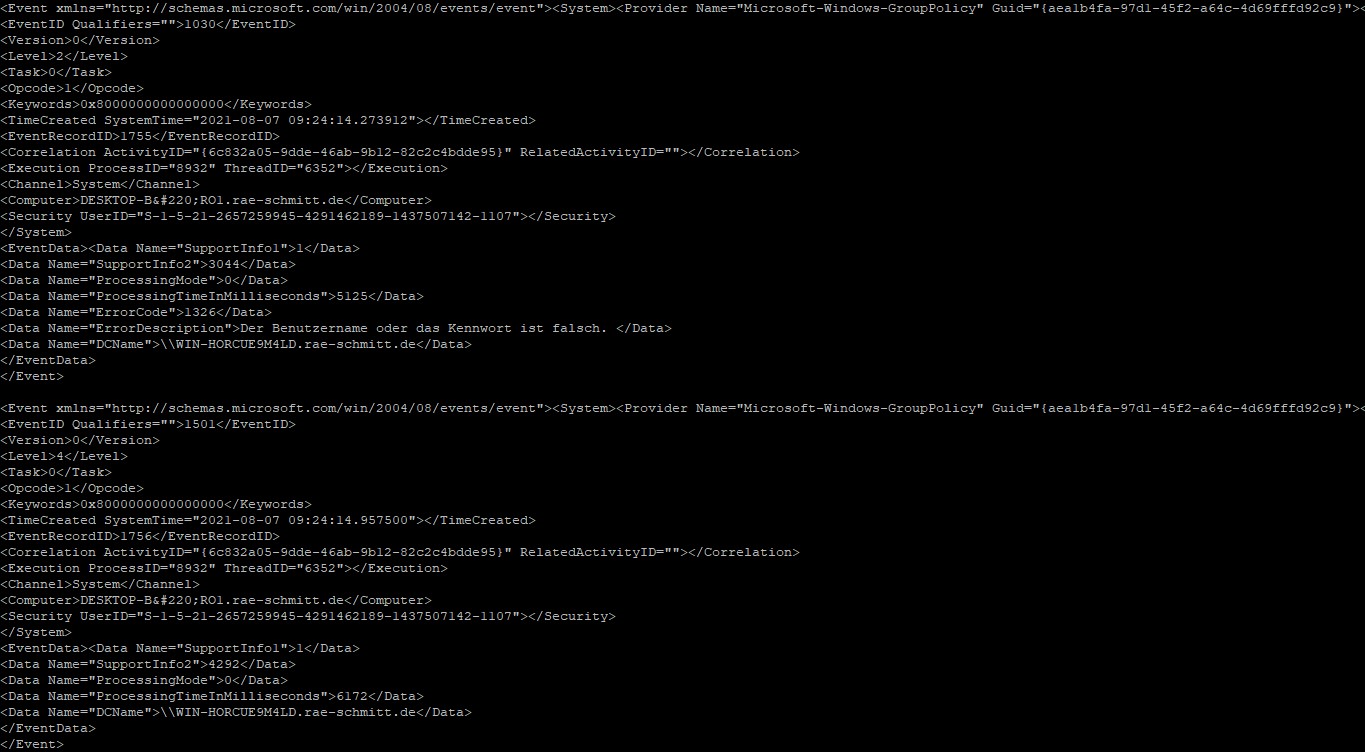 <Event xmlns="http://schemas.microsoft.com/win/2004/08/events/event"><System><Provider Name="Microsoft-Windows-GroupPolicy" Guid="{aea1b4fa-97d1-45f2-a64c-4d69fffd92c9}"><
<EventID Qualifiers="">1030</EventID>
<Version>0</Version>
<Level>2</Level>
<Task>0</Task>
<Opcode>1</Opcode>
<Keywords>0x8000000000000000</Keywords>
<TimeCreated SystemTime="2021-08-07 09:24:14.273912"></TimeCreated>
<EventRecordID>1755</EventRecordID>
<Correlation ActivityID="{6c832a05-9dde-46ab-9b12-82c2c4bdde95}" RelatedActivityID=""></Correlation>
<Execution ProcessID="8932" ThreadID="6352"></Execution>
<Channel>System</Channel>
<Computer>DESKTOP-B&#220;RO1.rae-schmitt.de</Computer>
<Security UserID="S-1-5-21-2657259945-4291462189-1437507142-1107"></Security>
</System>
<EventData><Data Name="SupportInfo1">1</Data>
<Data Name="SupportInfo2">3044</Data>
<Data Name="ProcessingMode">0</Data>
<Data Name="ProcessingTimeInMilliseconds">5125</Data>
<Data Name="ErrorCode">1326</Data>
<Data Name="ErrorDescription">Der Benutzername oder das Kennwort ist falsch. </Data>
<Data Name="DCName">\\WIN-HORCUE9M4LD.rae-schmitt.de</Data>
</EventData>
</Event>
<Event xmlns="http://schemas.microsoft.com/win/2004/08/events/event"><System><Provider Name="Microsoft-Windows-GroupPolicy" Guid="{aea1b4fa-97d1-45f2-a64c-4d69fffd92c9}"><
<EventID Qualifiers="">1501</EventID>
<Version>0</Version>
<Level>4</Level>
<Task>0</Task>
<Opcode>1</Opcode>
<Keywords>0x8000000000000000</Keywords>
<TimeCreated SystemTime="2021-08-07 09:24:14.957500"></TimeCreated>
<EventRecordID>1756</EventRecordID>
<Correlation ActivityID="{6c832a05-9dde-46ab-9b12-82c2c4bdde95}" RelatedActivityID=""></Correlation>
<Execution ProcessID="8932" ThreadID="6352"></Execution>
<Channel>System</Channel>
<Computer>DESKTOP-B&#220;RO1.rae-schmitt.de</Computer>
<Security UserID="S-1-5-21-2657259945-4291462189-1437507142-1107"></Security>
</System>
<EventData><Data Name="SupportInfo1">1</Data>
<Data Name="SupportInfo2">4292</Data>
<Data Name="ProcessingMode">0</Data>
<Data Name="ProcessingTimeInMilliseconds">6172</Data>
<Data Name="DCName">\\WIN-HORCUE9M4LD.rae-schmitt.de</Data>
</EventData>
</Event>